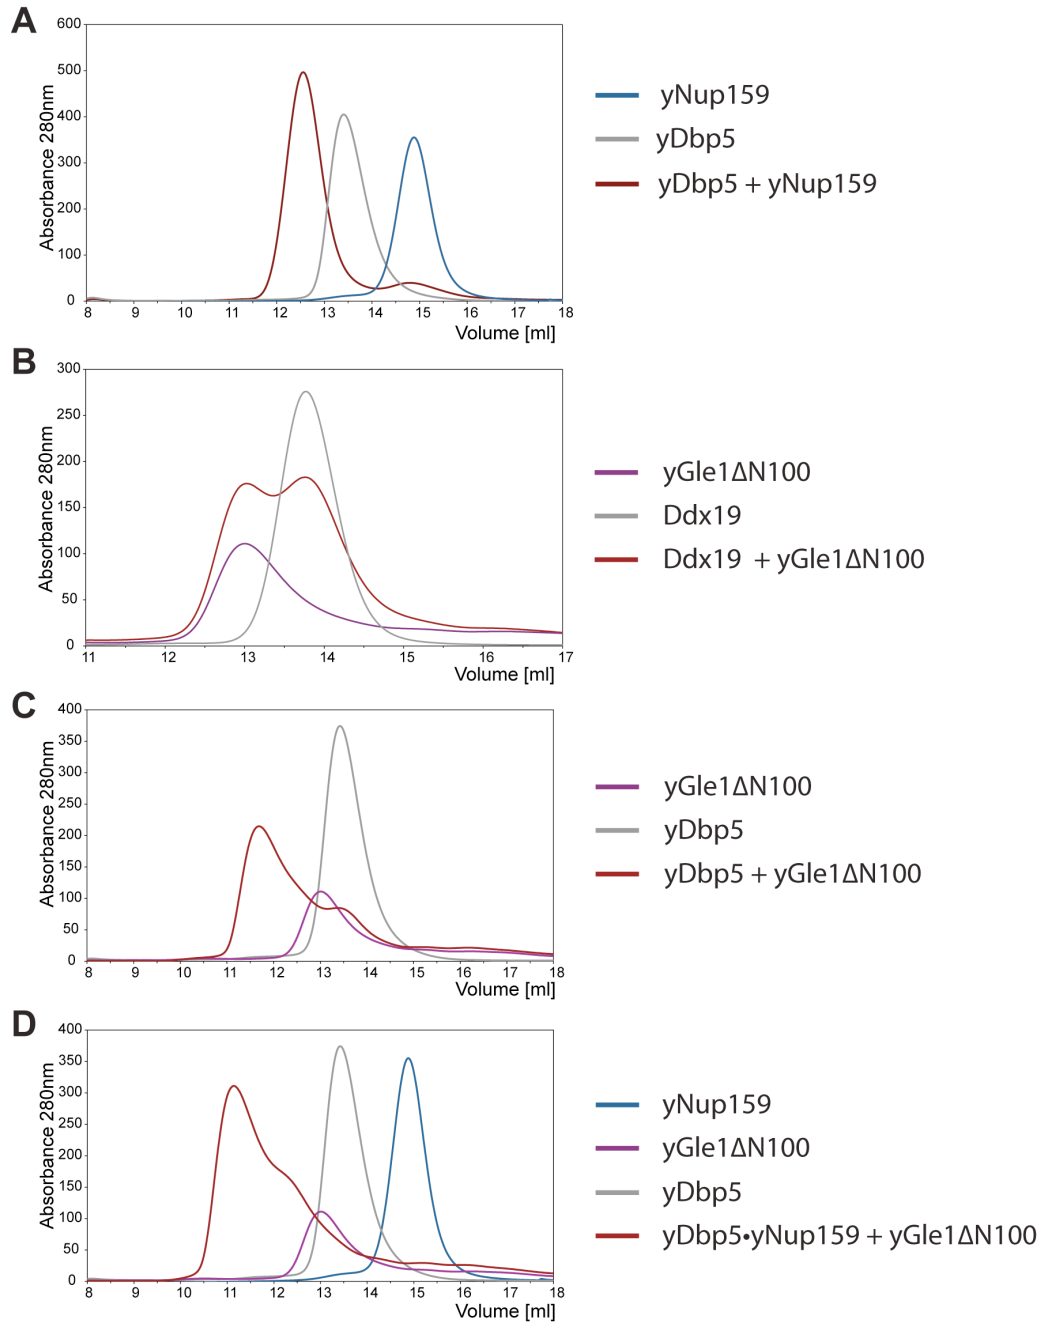 A
600
500
400
300
200
100
0
Absorbance 280nm
8 9 10 11 12 13 14 15 16 17 18
Volume [ml]
yNup159
yDbp5
yDbp5 + yNup159
B
300
250
200
150
100
50
0
Absorbance 280nm
11 12 13 14 15 16 17
Volume [ml]
yGle1ΔN100
Ddx19
Ddx19 + yGle1ΔN100
C
400
350
300
250
200
150
100
50
0
Absorbance 280nm
8 9 10 11 12 13 14 15 16 17 18
Volume [ml]
yGle1ΔN100
yDbp5
yDbp5 + yGle1ΔN100
D
400
350
300
250
200
150
100
50
0
Absorbance 280nm
8 9 10 11 12 13 14 15 16 17 18
Volume [ml]
yNup159
yGle1ΔN100
yDbp5
yDbp5•yNup159 + yGle1ΔN100